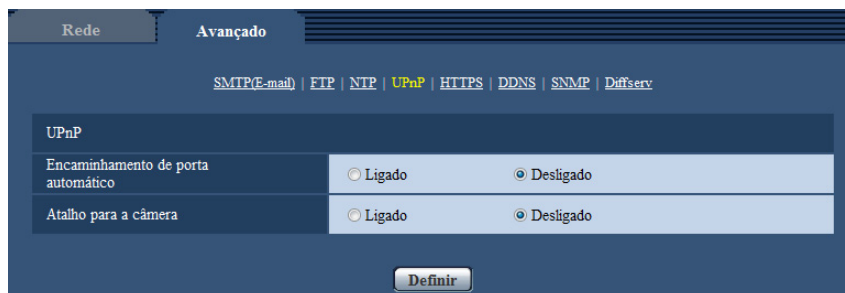 Rede Avançado
SMTP(E-mail) | FTP | NTP | UPnP | HTTPS | DDNS | SNMP | Diffserv
UPnP
Encaminhamento de porta
automático
Ligado Desligado
Atalho para a câmera Ligado Desligado
Definir